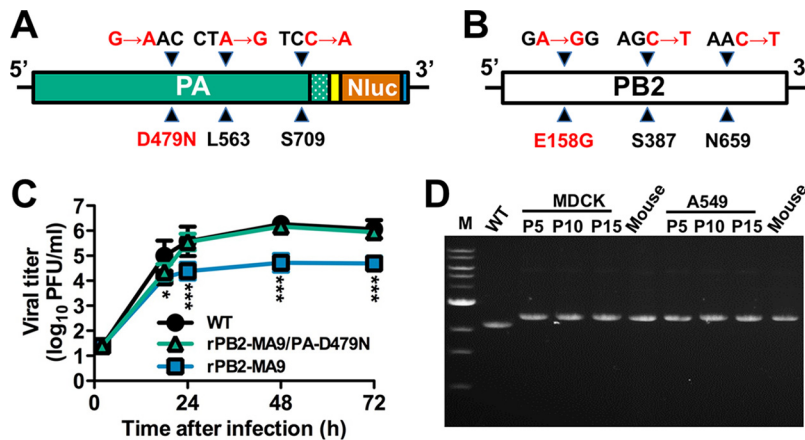 A
G→AAC CTA→G TCC→A
5’ PA Nluc 3’
D479N L563 S709
B
GA→GG AGC→T AAC→T
5’ PB2 3’
E158G S387 N659
C
Viral titer
(log10 PFU/ml)
7
6
5
4
3
2
1
0
* *** *** ***
WT
rPB2-MA9/PA-D479N
rPB2-MA9
0 24 48 72
Time after infection (h)
D
MDCK A549
M WT P5 P10 P15 Mouse P5 P10 P15 Mouse